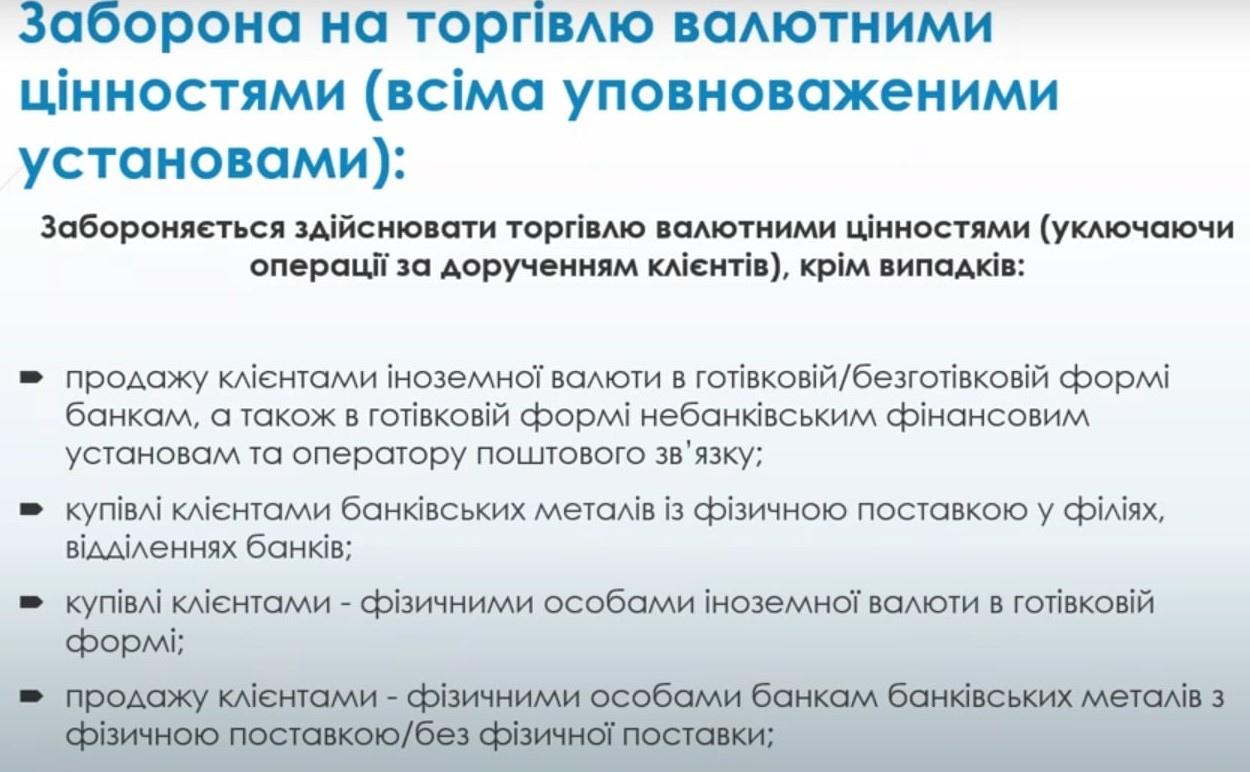 Заборона на торгівлю валютними
цінностями (всіма уповноваженими
установами):
Забороняється здійснювати торгівлю валютними цінностями (уключаючи
операції за дорученням клієнтів), крім випадків:
продажу клієнтами іноземної валюти в готівковій/безготівковій формі
банкам, а також в готівковій формі небанківським фінансовим
установам та оператору поштового зв’язку;
купівлі клієнтами банківських металів із фізичною поставкою у філіях,
відділеннях банків;
купівлі клієнтами - фізичними особами іноземної валюти в готівковій
формі;
продажу клієнтами - фізичними особами банкам банківських металів з
фізичною поставкою/без фізичної поставки;